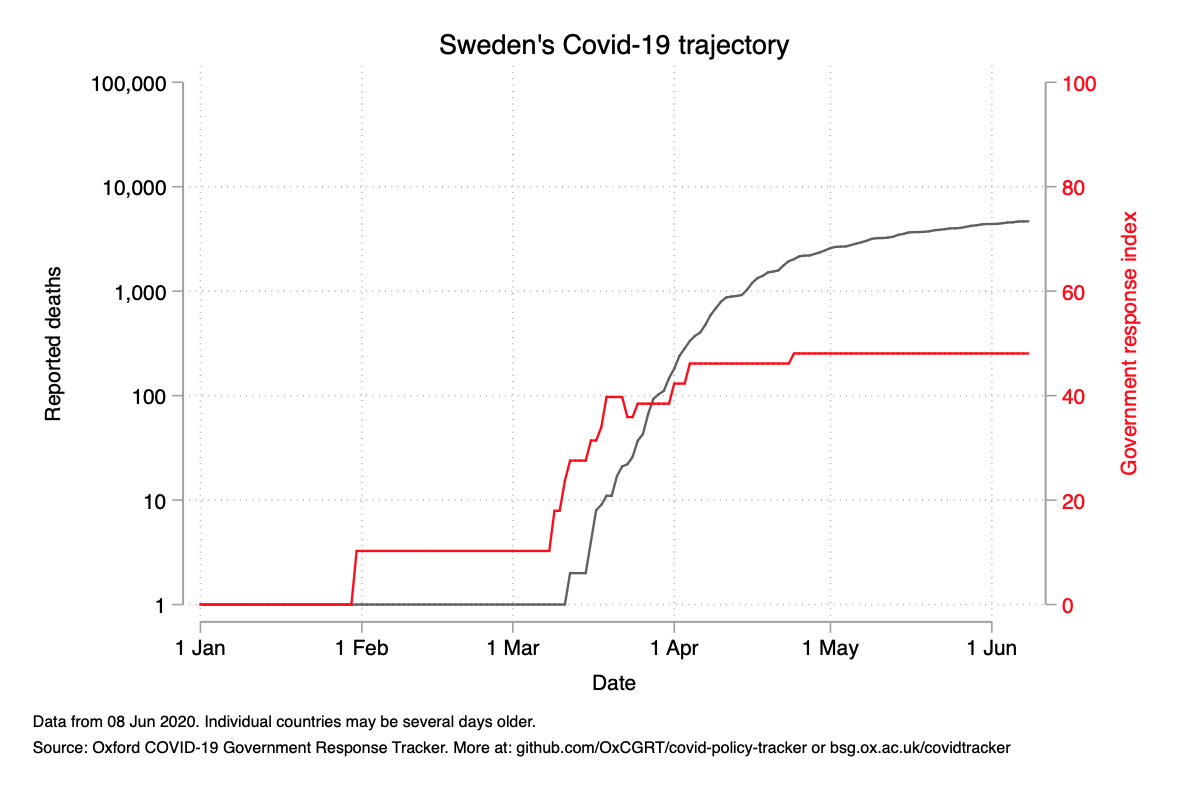 Sweden's Covid-19 trajectory
100,000
10,000
1,000
100
10
1
Reported deaths
100
80
60
40
20
0
Government response index
1 Jan 1 Feb 1 Mar 1 Apr 1 May 1 Jun
Date
Data from 08 Jun 2020. Individual countries may be several days older.
Source: Oxford COVID-19 Government Response Tracker. More at: github.com/OxCGRT/covid-policy-tracker or bsg.ox.ac.uk/covidtracker